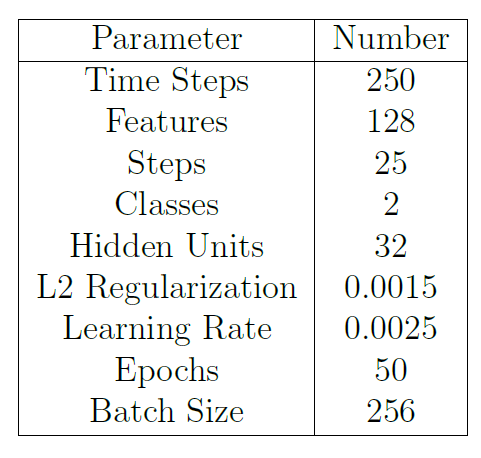 Parameter Number
Time Steps 250
Features 128
Steps 25
Classes 2
Hidden Units 32
L2 Regularization 0.0015
Learning Rate 0.0025
Epochs 50
Batch Size 256